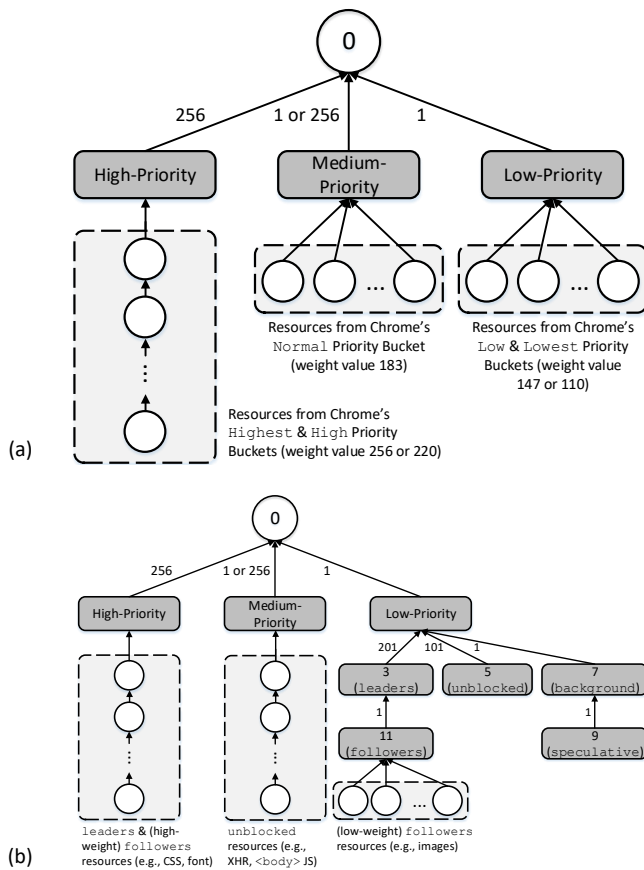 0
256
1 or 256
1
High-Priority
Medium-
Priority
Low-Priority
...
...
...
Resources from Chrome's
Normal Priority Bucket
(weight value 183)
Resources from Chrome's
Low & Lowest Priority
Buckets (weight value
147 or 110)
Resources from Chrome's
Highest & High Priority
Buckets (weight value 256 or 220)
(a)
0
256
1 or 256
1
High-Priority
Medium-
Priority
Low-Priority
201
101
1
3
(leaders)
5
(unblocked)
7
(background)
1
1
11
(followers)
9
(speculative)
...
...
...
leaders & (high-
weight) followers
resources (e.g., CSS, font)
unblocked
resources (e.g.,
XHR, <body> JS)
(low-weight) followers
resources (e.g., images)
(b)